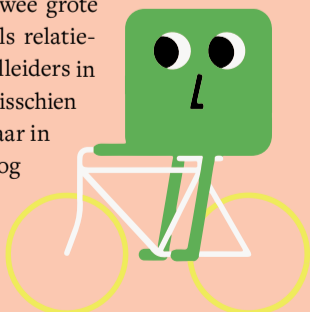 wee grote
ls relatie-
lleiders in
isschien
aar in
og